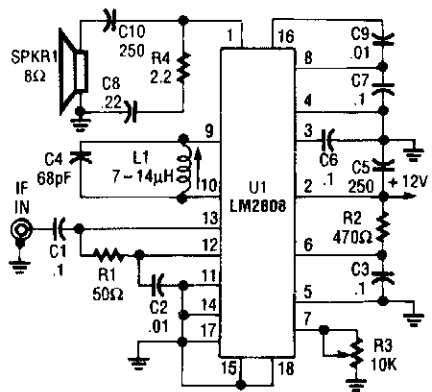 C10
250
SPKR1
8Ω
R4
2.2
C8
.22
1
16
C9
.01
8
C7
.1
4
9
3
C6
.1
C4
68pF
L1
7-14µH
C5
250
10
U1
LM2808
2
+12V
IF
IN
13
R2
470Ω
C1
.1
12
6
R1
50Ω
11
C3
.1
C2
.01
14
5
17
7
R3
10K
15
18